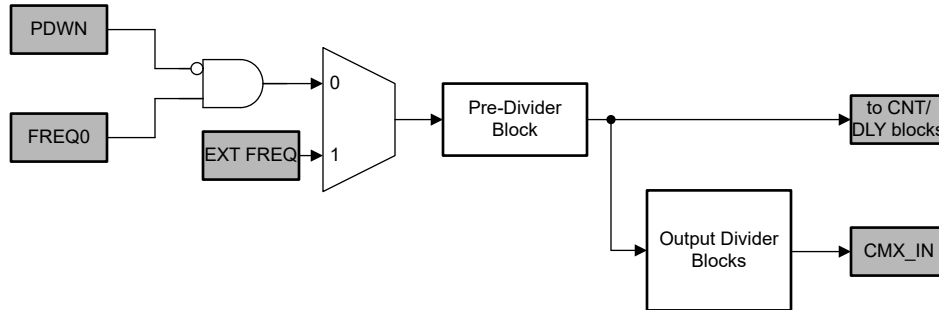 PDWN
0
Pre-Divider
Block
to CNT/
DLY blocks
FREQ0
EXT FREQ
1
Output Divider
Blocks
CMX_IN